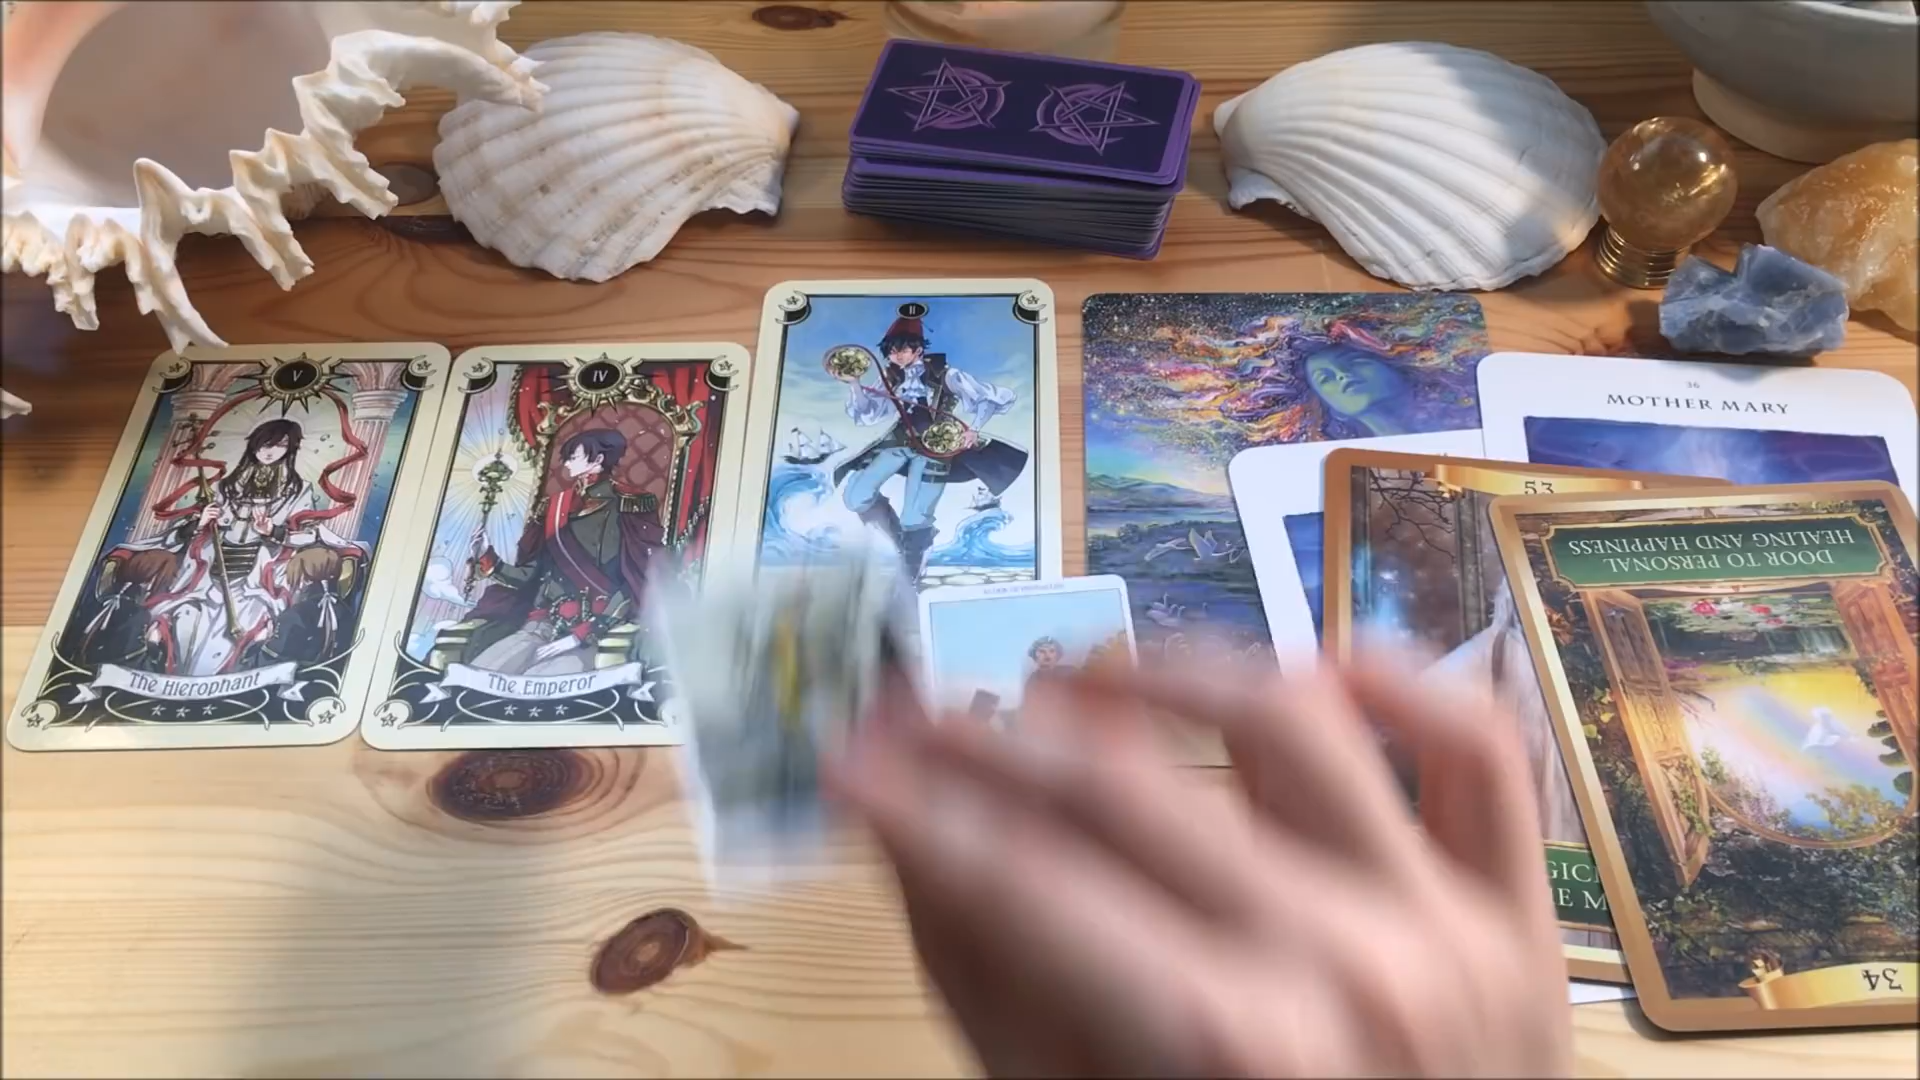 V
The Hierophant
IV
The Emperor
II
36
MOTHER MARY
53
DOOR TO PERSONAL
HEALING AND HAPPINESS
34